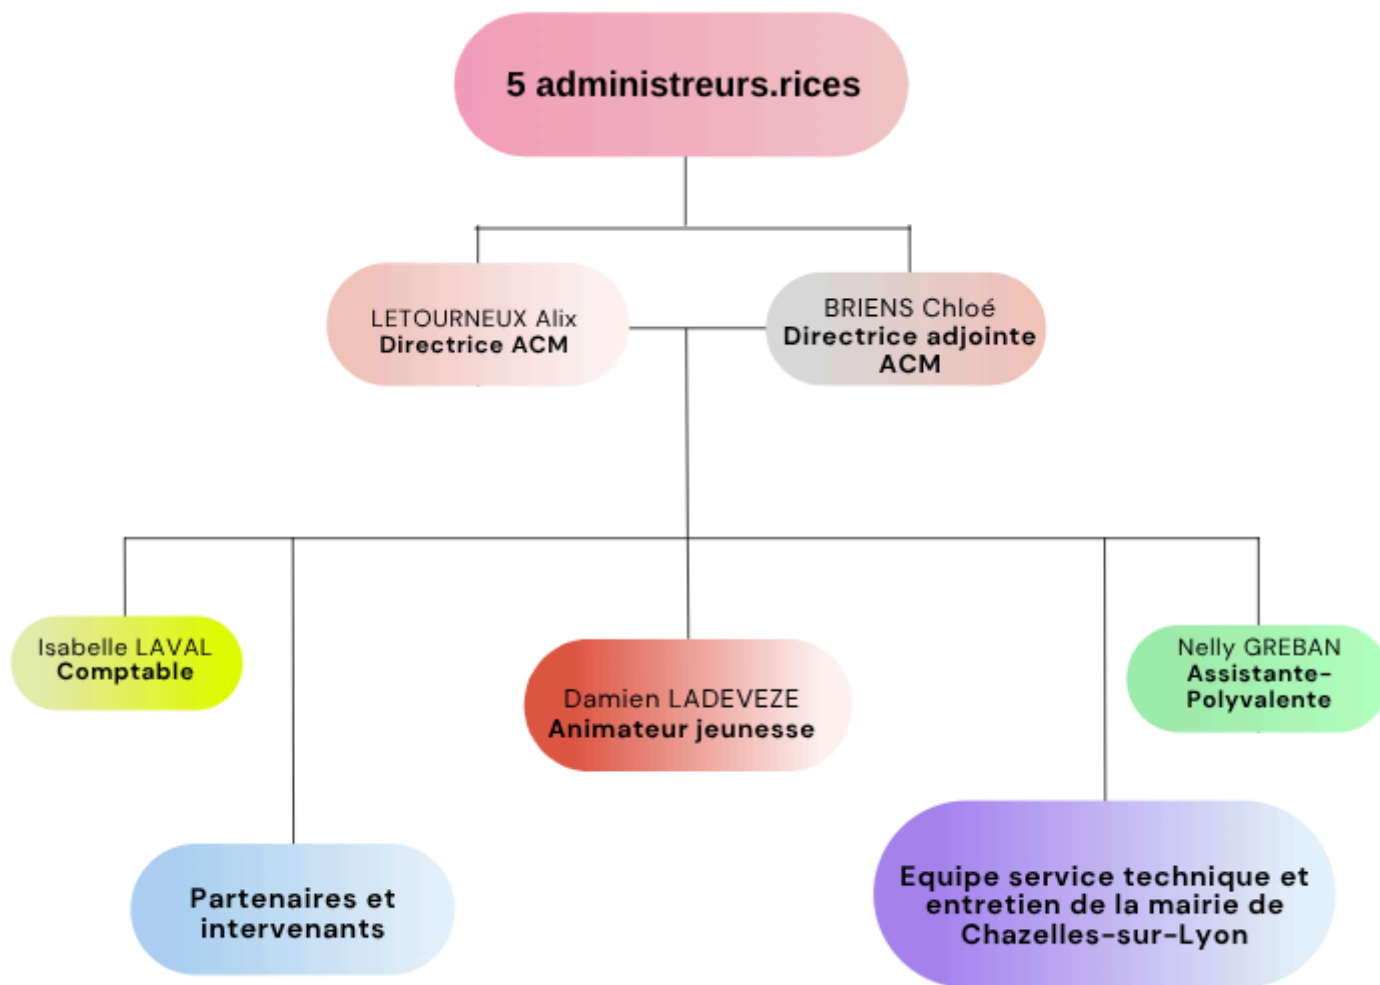 5 administreurs.rices
LETOURNEUX Alix
Directrice ACM
BRIENS Chloé
Directrice adjointe
ACM
Isabelle LAVAL
Comptable
Damien LADEVEZE
Animateur jeunesse
Nelly GREBAN
Assistante-
Polyvalente
Partenaires et
intervenants
Equipe service technique et
entretien de la mairie de
Chazelles-sur-Lyon